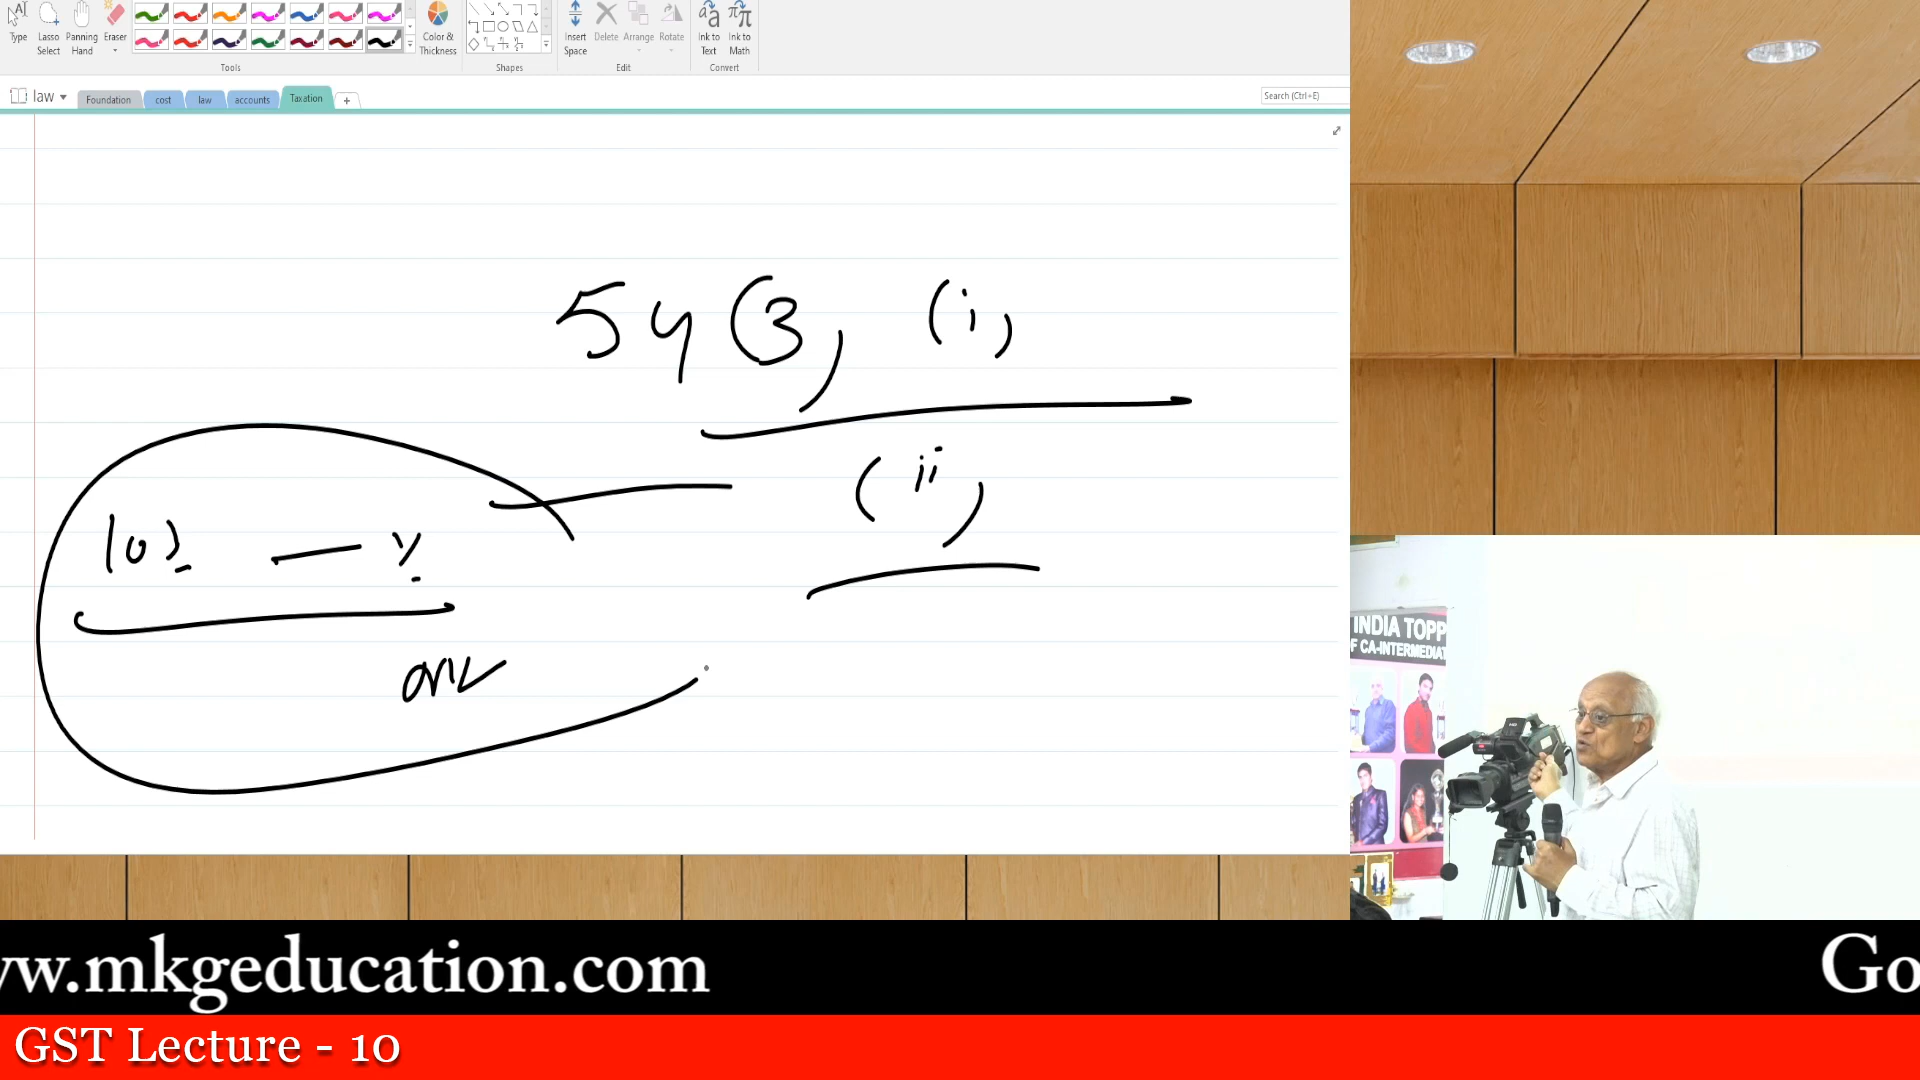 Type Lasso Select Panning Hand Eraser Color & Thickness Insert Space Delete Arrange Rotate Ink to Text Ink to Math
Tools Shapes Edit Convert
law Foundation cost law accounts Taxation + Search (Ctrl+E)
54(3) (i)
(ii)
INDIA TOPP
F CA-INTERMEDIAT
ww.mkgeducation.com Go
GST Lecture - 10